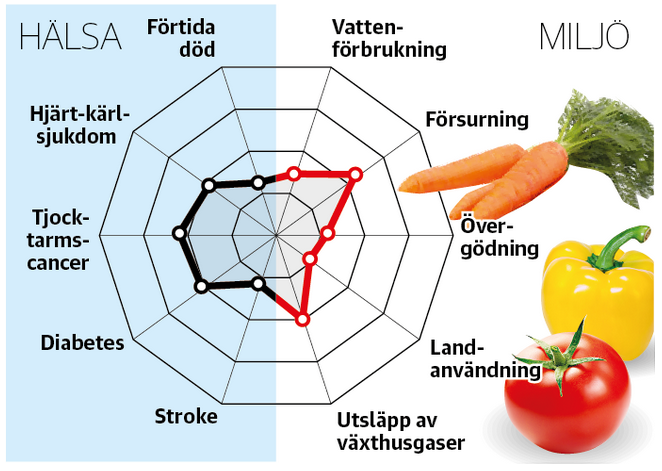 HÄLSA
MILJÖ
Förtida
död
Vatten-
förbrukning
Hjärt-kärl-
sjukdom
Försurning
Tjock-
tarms-
cancer
Över-
gödning
Diabetes
Land-
användning
Stroke
Utsläpp av
växthusgaser